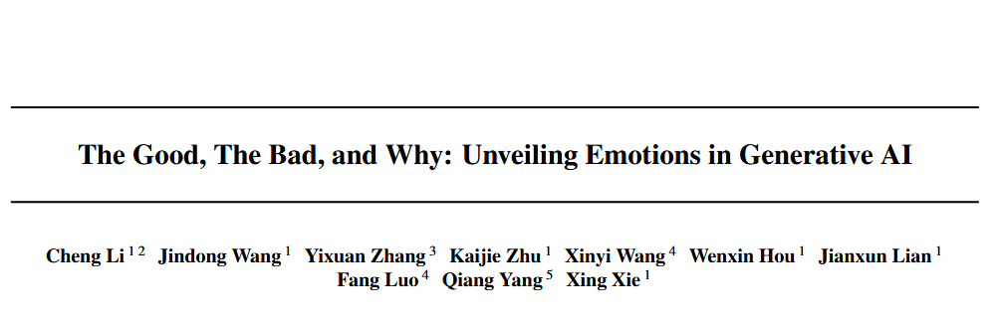 The Good, The Bad, and Why: Unveiling Emotions in Generative AI
Cheng Li 1 2 Jindong Wang 1 Yixuan Zhang 3 Kaijie Zhu 1 Xinyi Wang 4 Wenxin Hou 1 Jianxun Lian 1
Fang Luo 4 Qiang Yang 5 Xing Xie 1